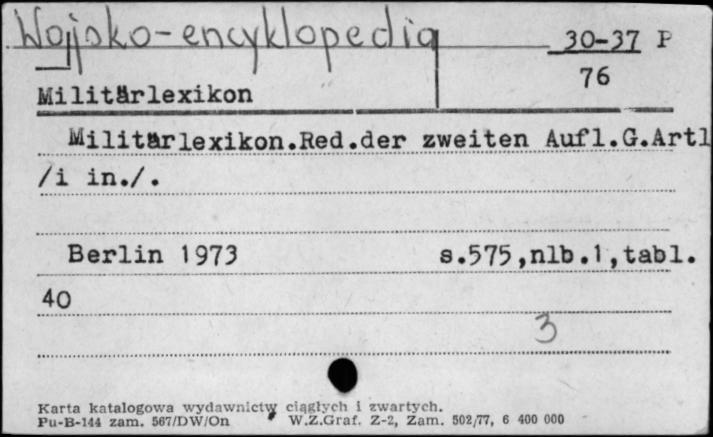 Wojsko-encyklopedia
30-37 P
76
Militärlexikon
Militärlexikon.Red.der zweiten Aufl.G.Artl
/i in./.
Berlin 1973 s.575,nlb.1,tabl.
40
3
Karta katalogowa wydawnictw ciągłych i zwartych.
Pu-B-144 zam. 567/DW/On W.Z.Graf. Z-2, Zam. 502/77, 6 400 000